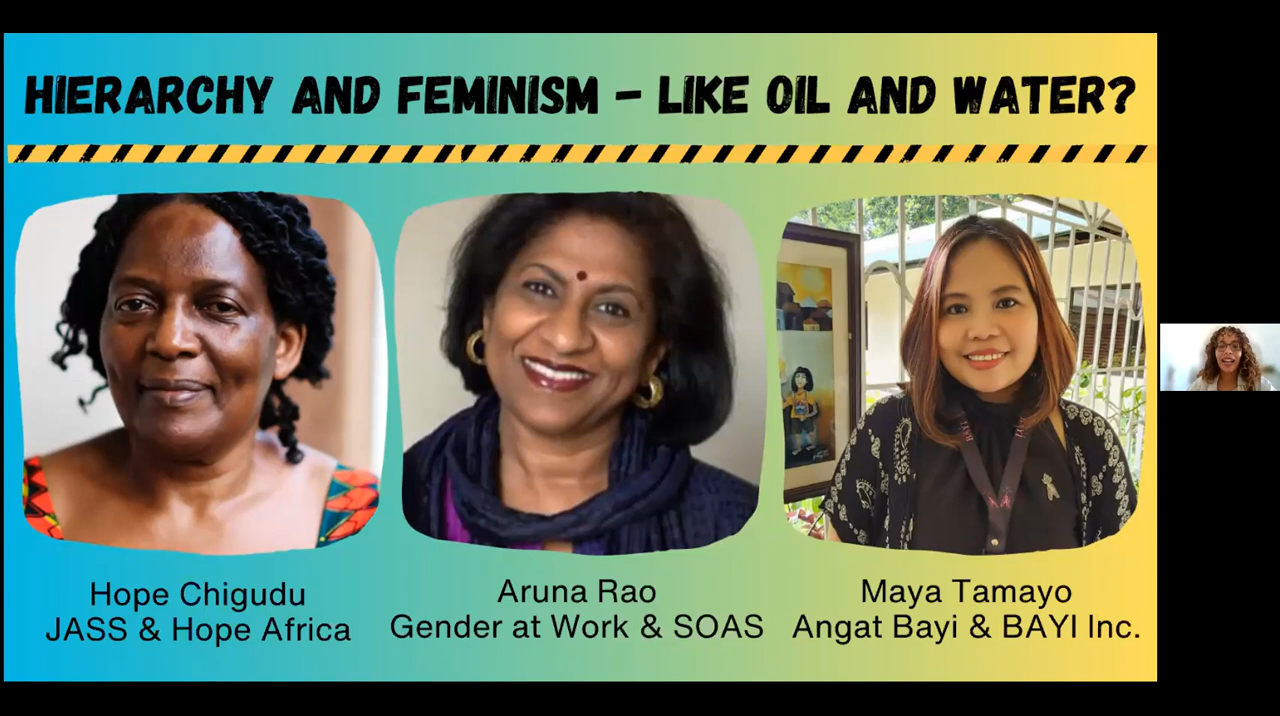 HIERARCHY AND FEMINISM – LIKE OIL AND WATER?
Hope Chigudu
JASS & Hope Africa
Aruna Rao
Gender at Work & SOAS
Maya Tamayo
Angat Bayi & BAYI Inc.